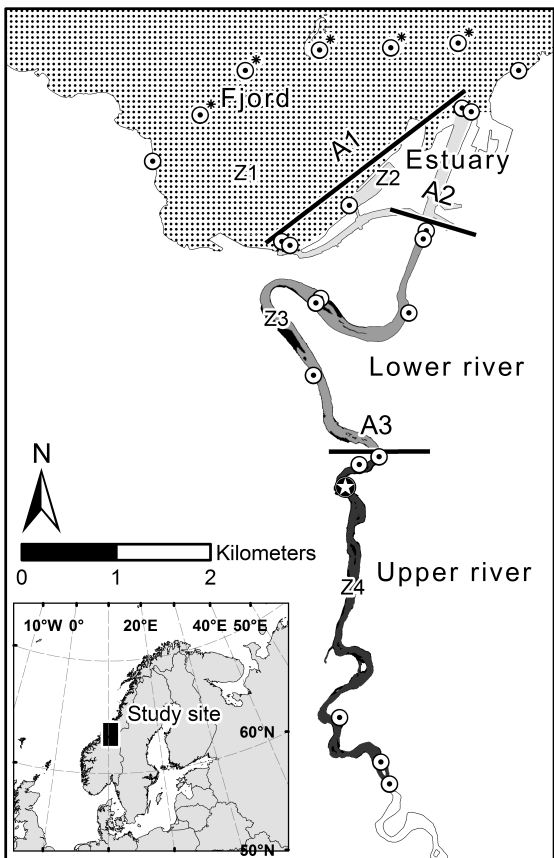 * * *
*
*
Fjord
A1
Estuary
Z1
Z2
A2
Z3
Lower river
A3
N
Kilometers
0 1 2
Upper river
Z4
10°W 0° 20°E 40°E 50°E
Study site
60°N
50°N